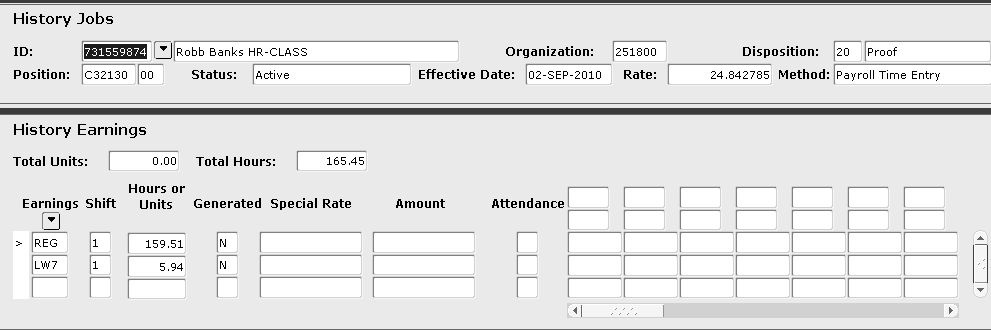 History Jobs
ID: 731559874 Robb Banks HR-CLASS Organization: 251800 Disposition: 20 Proof
Position: C32130 00 Status: Active Effective Date: 02-SEP-2010 Rate: 24.842785 Method: Payroll Time Entry
History Earnings
Total Units: 0.00 Total Hours: 165.45
Hours or
Earnings Shift Units Generated Special Rate Amount Attendance
> REG 1 159.51 N
LW7 1 5.94 N